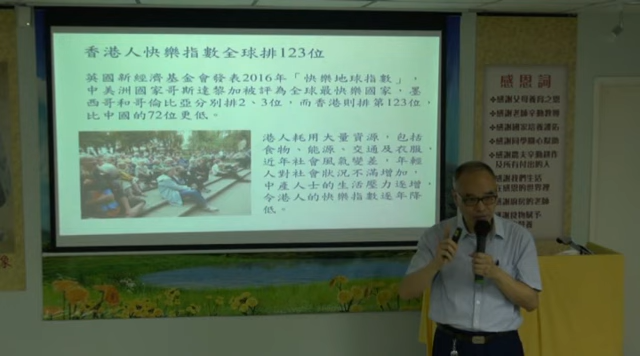 香港人快樂指數全球排123位
英國新經濟基金會發表2016年「快樂地球指數」，
中美洲國家哥斯達黎加被評為全球最快樂國家，墨
西哥和哥倫比亞分別排2、3位，而香港則排第123位，
比中國的72位更低。
港人耗用大量資源，包括
食物、能源、交通及衣服，
近年社會風氣變差，年輕
人對社會狀況不滿增加，
中產人士的生活壓力遞增，
令港人的快樂指數逐年降
低。
感恩詞